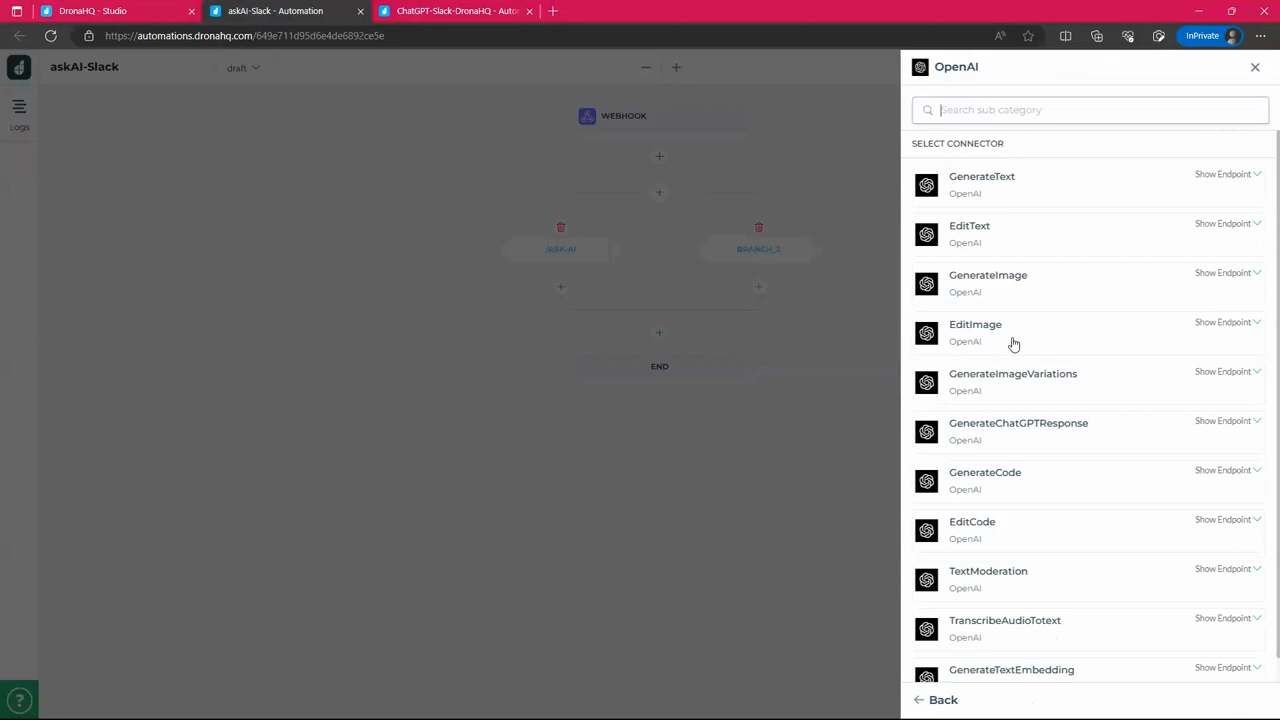 DronaHQ - Studio
askAI-Slack - Automation
ChatGPT-Slack-DronaHQ - Auto
https://automations.dronahq.com/649e711d95d6e4de6892ce5e
InPrivate
askAI-Slack
draft
Logs
WEBHOOK
/ASK-AI
BRANCH_2
END
OpenAI
Search sub category
SELECT CONNECTOR
GenerateText
Show Endpoint
OpenAI
EditText
Show Endpoint
OpenAI
GenerateImage
Show Endpoint
OpenAI
EditImage
Show Endpoint
OpenAI
GenerateImageVariations
Show Endpoint
OpenAI
GenerateChatGPTResponse
Show Endpoint
OpenAI
GenerateCode
Show Endpoint
OpenAI
EditCode
Show Endpoint
OpenAI
TextModeration
Show Endpoint
OpenAI
TranscribeAudioTotext
Show Endpoint
OpenAI
GenerateTextEmbedding
Show Endpoint
Back